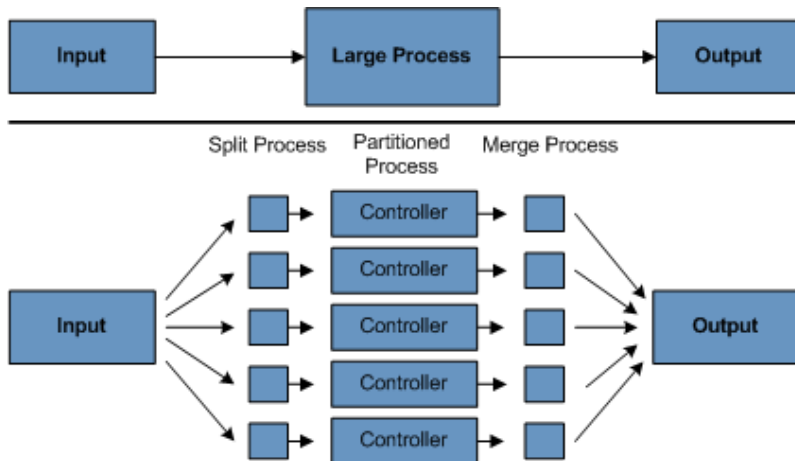 Input
Large Process
Output
Split Process
Partitioned
Process
Merge Process
Controller
Controller
Input
Controller
Output
Controller
Controller